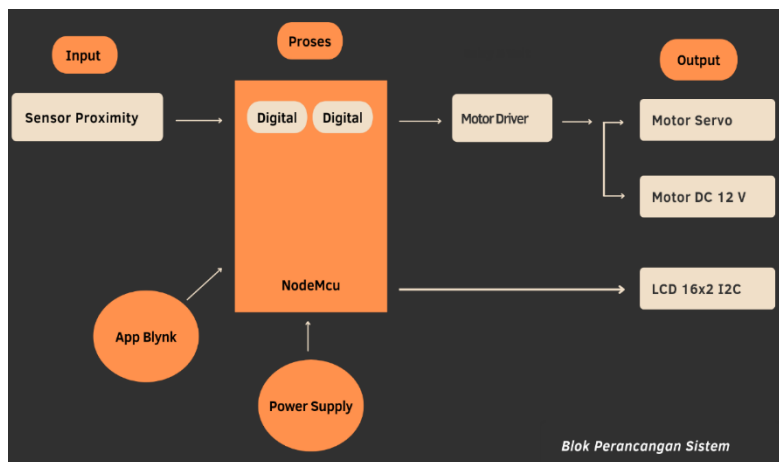 Input
Proses
Output
Sensor Proximity
Digital
Digital
Motor Driver
Motor Servo
Motor DC 12 V
NodeMcu
LCD 16x2 I2C
App Blynk
Power Supply
Blok Perancangan Sistem